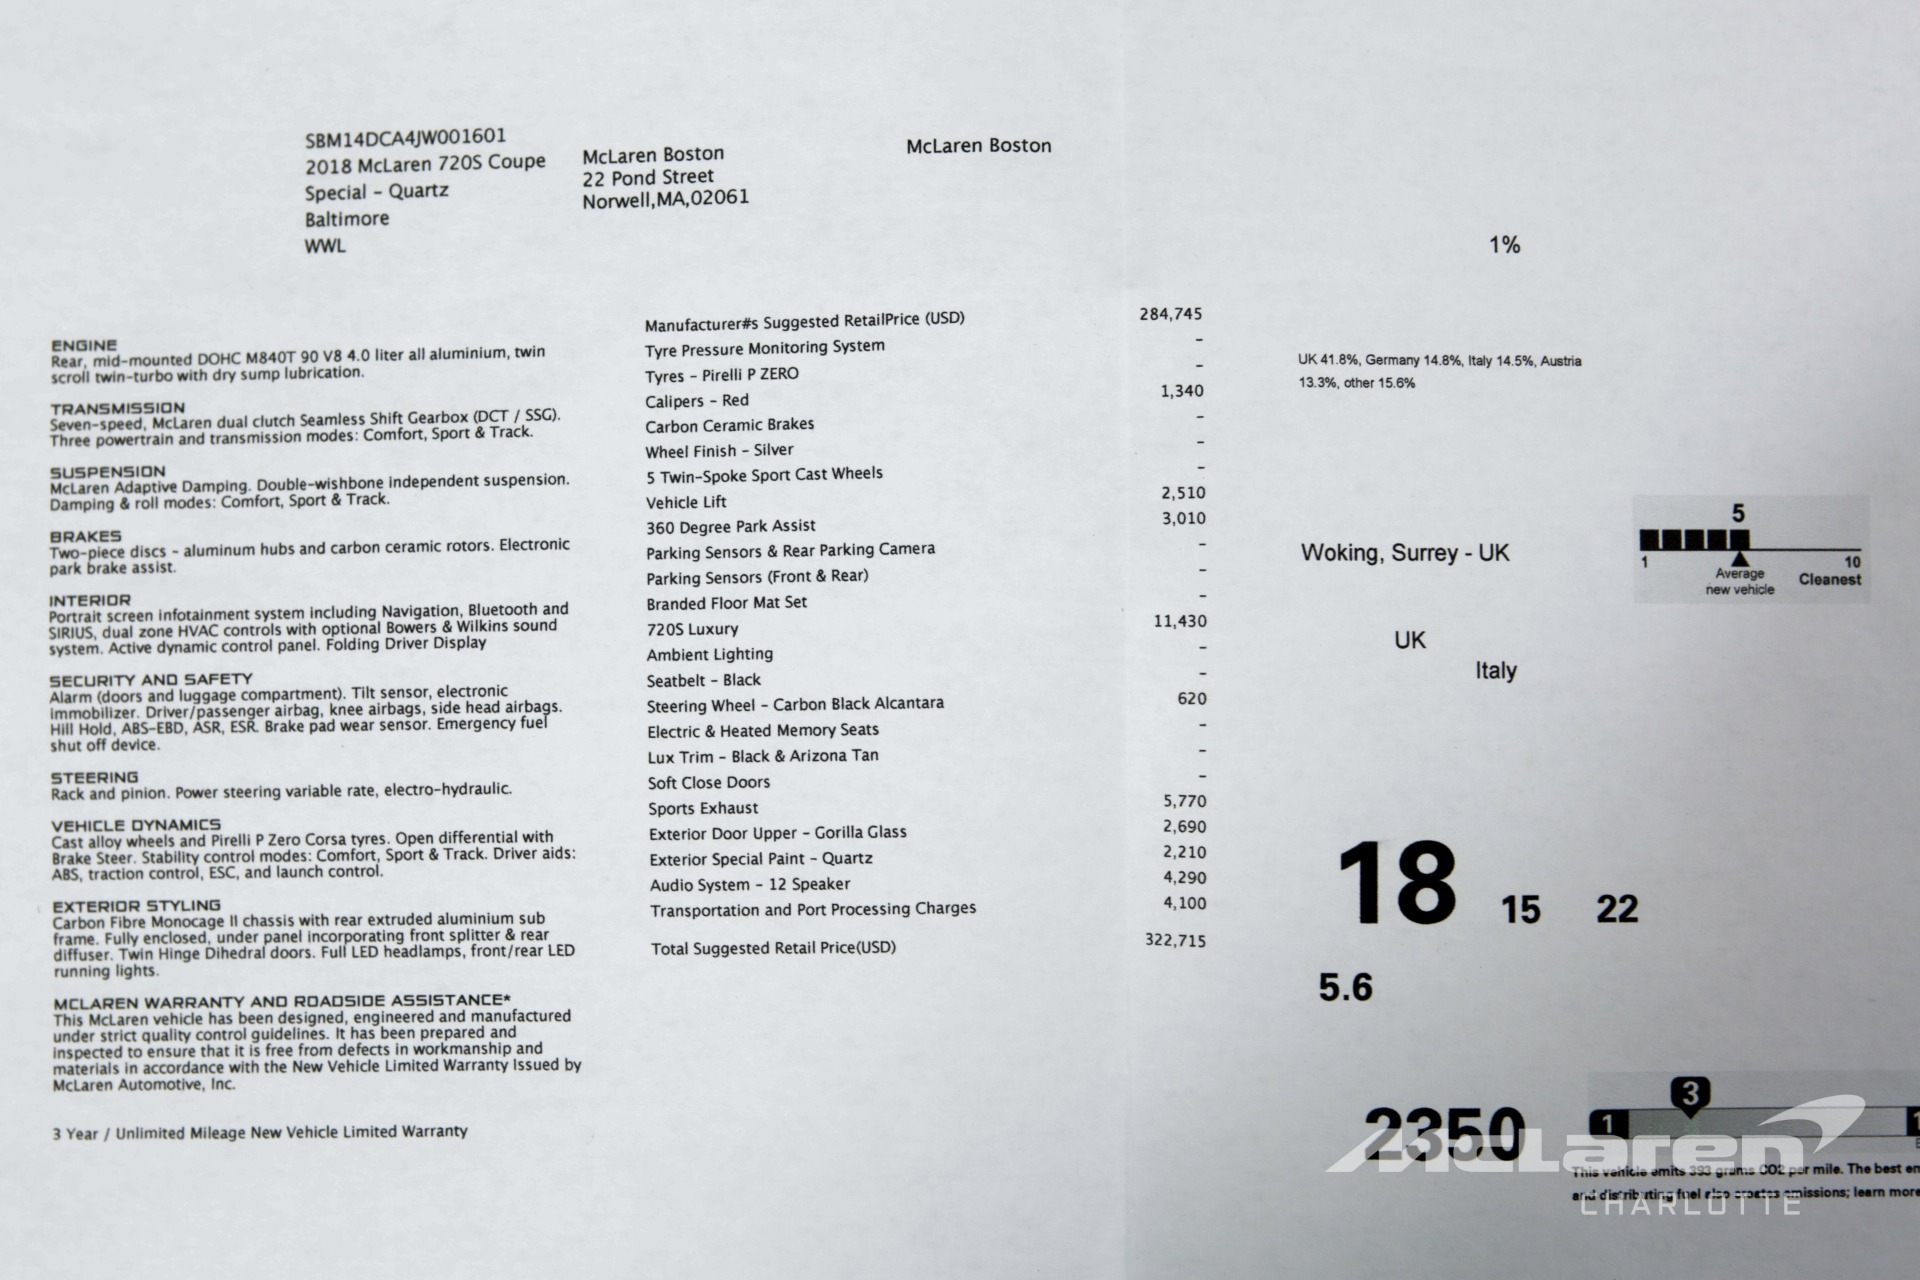 SBM14DCA4JW001601
2018 McLaren 720S Coupe
Special - Quartz
Baltimore
WWL
McLaren Boston
22 Pond Street
Norwell,MA,02061
McLaren Boston
1%
ENGINE
Rear, mid-mounted DOHC M840T 90 V8 4.0 liter all aluminium, twin
scroll twin-turbo with dry sump lubrication.
TRANSMISSION
Seven-speed, McLaren dual clutch Seamless Shift Gearbox (DCT / SSG).
Three powertrain and transmission modes: Comfort, Sport & Track.
SUSPENSION
McLaren Adaptive Damping. Double-wishbone independent suspension.
Damping & roll modes: Comfort, Sport & Track.
BRAKES
Two-piece discs - aluminum hubs and carbon ceramic rotors. Electronic
park brake assist.
INTERIOR
Portrait screen infotainment system including Navigation, Bluetooth and
SIRIUS, dual zone HVAC controls with optional Bowers & Wilkins sound
system. Active dynamic control panel. Folding Driver Display
SECURITY AND SAFETY
Alarm (doors and luggage compartment). Tilt sensor, electronic
immobilizer. Driver/passenger airbag, knee airbags, side head airbags.
Hill Hold, ABS-EBD, ASR, ESR. Brake pad wear sensor. Emergency fuel
shut off device.
STEERING
Rack and pinion. Power steering variable rate, electro-hydraulic.
VEHICLE DYNAMICS
Cast alloy wheels and Pirelli P Zero Corsa tyres. Open differential with
Brake Steer. Stability control modes: Comfort, Sport & Track. Driver aids:
ABS, traction control, ESC, and launch control.
EXTERIOR STYLING
Carbon Fibre Monocage II chassis with rear extruded aluminium sub
frame. Fully enclosed, under panel incorporating front splitter & rear
diffuser. Twin Hinge Dihedral doors. Full LED headlamps, front/rear LED
running lights.
MCLAREN WARRANTY AND ROADSIDE ASSISTANCE*
This McLaren vehicle has been designed, engineered and manufactured
under strict quality control guidelines. It has been prepared and
inspected to ensure that it is free from defects in workmanship and
materials in accordance with the New Vehicle Limited Warranty Issued by
McLaren Automotive, Inc.
3 Year / Unlimited Mileage New Vehicle Limited Warranty
Manufacturer#s Suggested RetailPrice (USD) 284,745
Tyre Pressure Monitoring System -
Tyres - Pirelli P ZERO -
Calipers - Red 1,340
Carbon Ceramic Brakes -
Wheel Finish - Silver -
5 Twin-Spoke Sport Cast Wheels -
Vehicle Lift 2,510
360 Degree Park Assist 3,010
Parking Sensors & Rear Parking Camera -
Parking Sensors (Front & Rear) -
Branded Floor Mat Set -
720S Luxury 11,430
Ambient Lighting -
Seatbelt - Black -
Steering Wheel - Carbon Black Alcantara 620
Electric & Heated Memory Seats -
Lux Trim - Black & Arizona Tan -
Soft Close Doors -
Sports Exhaust 5,770
Exterior Door Upper - Gorilla Glass 2,690
Exterior Special Paint - Quartz 2,210
Audio System - 12 Speaker 4,290
Transportation and Port Processing Charges 4,100
Total Suggested Retail Price(USD) 322,715
UK 41.8%, Germany 14.8%, Italy 14.5%, Austria
13.3%, other 15.6%
Woking, Surrey - UK
UK
Italy
5
1 10
Average
new vehicle
Cleanest
18 15 22
5.6
2350
3
1 1
This vehicle emits 393 grams CO2 per mile. The best en
and distributing fuel also creates emissions; learn more
McLaren
CHARLOTTE